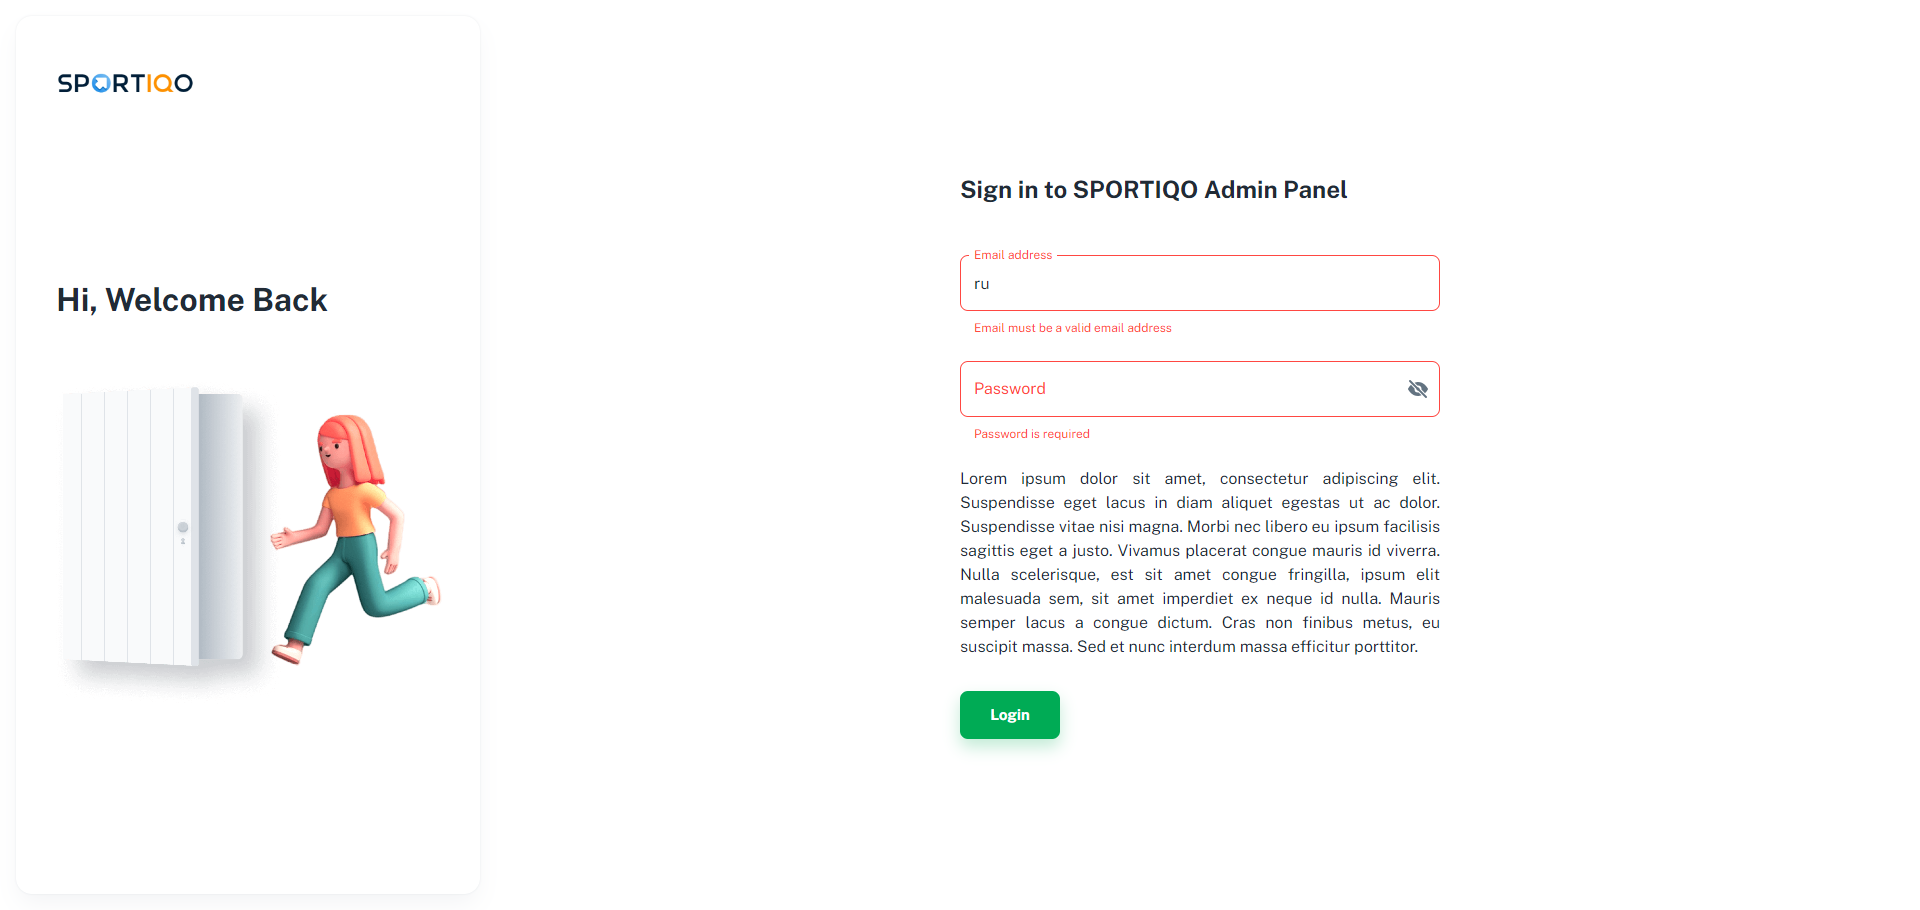 SPORTIQO
Hi, Welcome Back
Sign in to SPORTIQO Admin Panel
Email address
ru
Email must be a valid email address
Password
Password is required
Lorem ipsum dolor sit amet, consectetur adipiscing elit.
Suspendisse eget lacus in diam aliquet egestas ut ac dolor.
Suspendisse vitae nisi magna. Morbi nec libero eu ipsum facilisis
sagittis eget a justo. Vivamus placerat congue mauris id viverra.
Nulla scelerisque, est sit amet congue fringilla, ipsum elit
malesuada sem, sit amet imperdiet ex neque id nulla. Mauris
semper lacus a congue dictum. Cras non finibus metus, eu
suscipit massa. Sed et nunc interdum massa efficitur porttitor.
Login